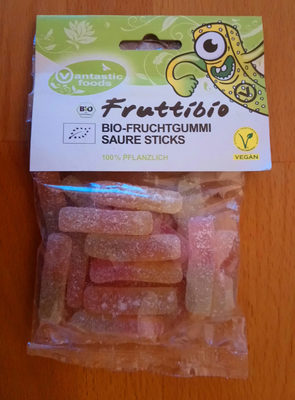 Vantastic
foods
BIO
Fruttibio
BIO-FRUCHTGUMMI
SAURE STICKS
100% PFLANZLICH
VEGAN